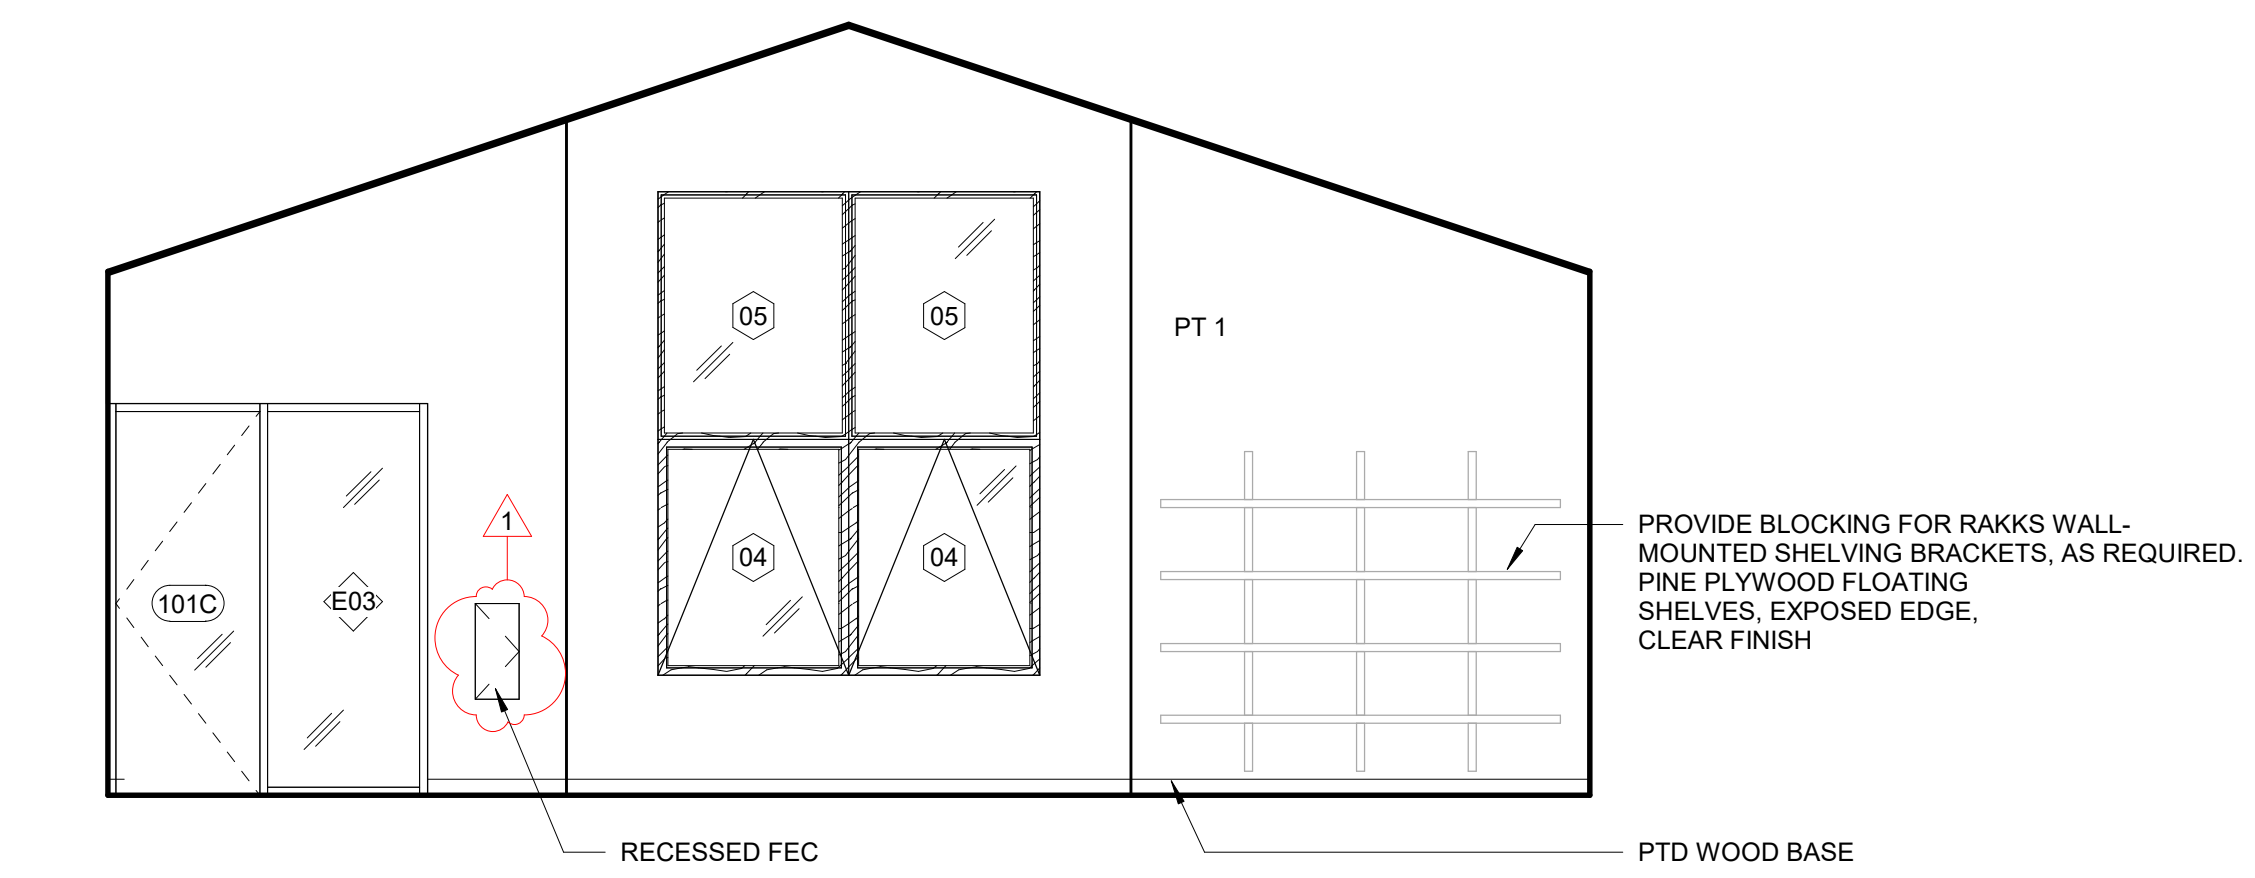 05
05
PT 1
1
PROVIDE BLOCKING FOR RAKKS WALL-
MOUNTED SHELVING BRACKETS, AS REQUIRED.
PINE PLYWOOD FLOATING
SHELVES, EXPOSED EDGE,
CLEAR FINISH
04
04
101C
E03
RECESSED FEC
PTD WOOD BASE